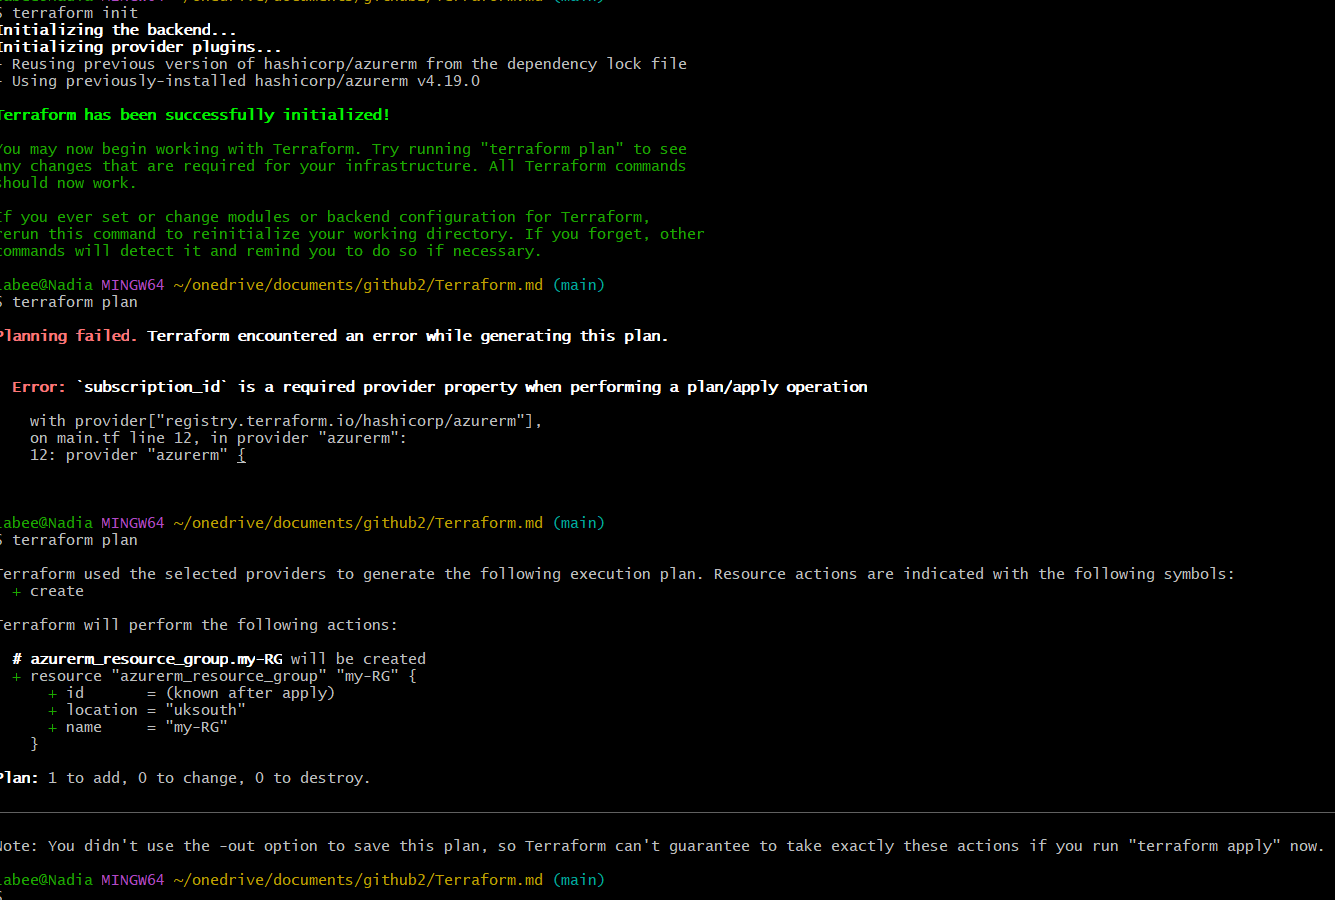 $ terraform init
Initializing the backend...
Initializing provider plugins...
- Reusing previous version of hashicorp/azurerm from the dependency lock file
- Using previously-installed hashicorp/azurerm v4.19.0
Terraform has been successfully initialized!
You may now begin working with Terraform. Try running "terraform plan" to see
any changes that are required for your infrastructure. All Terraform commands
should now work.
If you ever set or change modules or backend configuration for Terraform,
rerun this command to reinitialize your working directory. If you forget, other
commands will detect it and remind you to do so if necessary.
labee@Nadia MINGW64 ~/onedrive/documents/github2/Terraform.md (main)
$ terraform plan
Planning failed. Terraform encountered an error while generating this plan.
Error: `subscription_id` is a required provider property when performing a plan/apply operation
with provider["registry.terraform.io/hashicorp/azurerm"],
on main.tf line 12, in provider "azurerm":
12: provider "azurerm" {
labee@Nadia MINGW64 ~/onedrive/documents/github2/Terraform.md (main)
$ terraform plan
Terraform used the selected providers to generate the following execution plan. Resource actions are indicated with the following symbols:
+ create
Terraform will perform the following actions:
# azurerm_resource_group.my-RG will be created
+ resource "azurerm_resource_group" "my-RG" {
+ id       = (known after apply)
+ location = "uksouth"
+ name     = "my-RG"
}
Plan: 1 to add, 0 to change, 0 to destroy.
Note: You didn't use the -out option to save this plan, so Terraform can't guarantee to take exactly these actions if you run "terraform apply" now.
labee@Nadia MINGW64 ~/onedrive/documents/github2/Terraform.md (main)